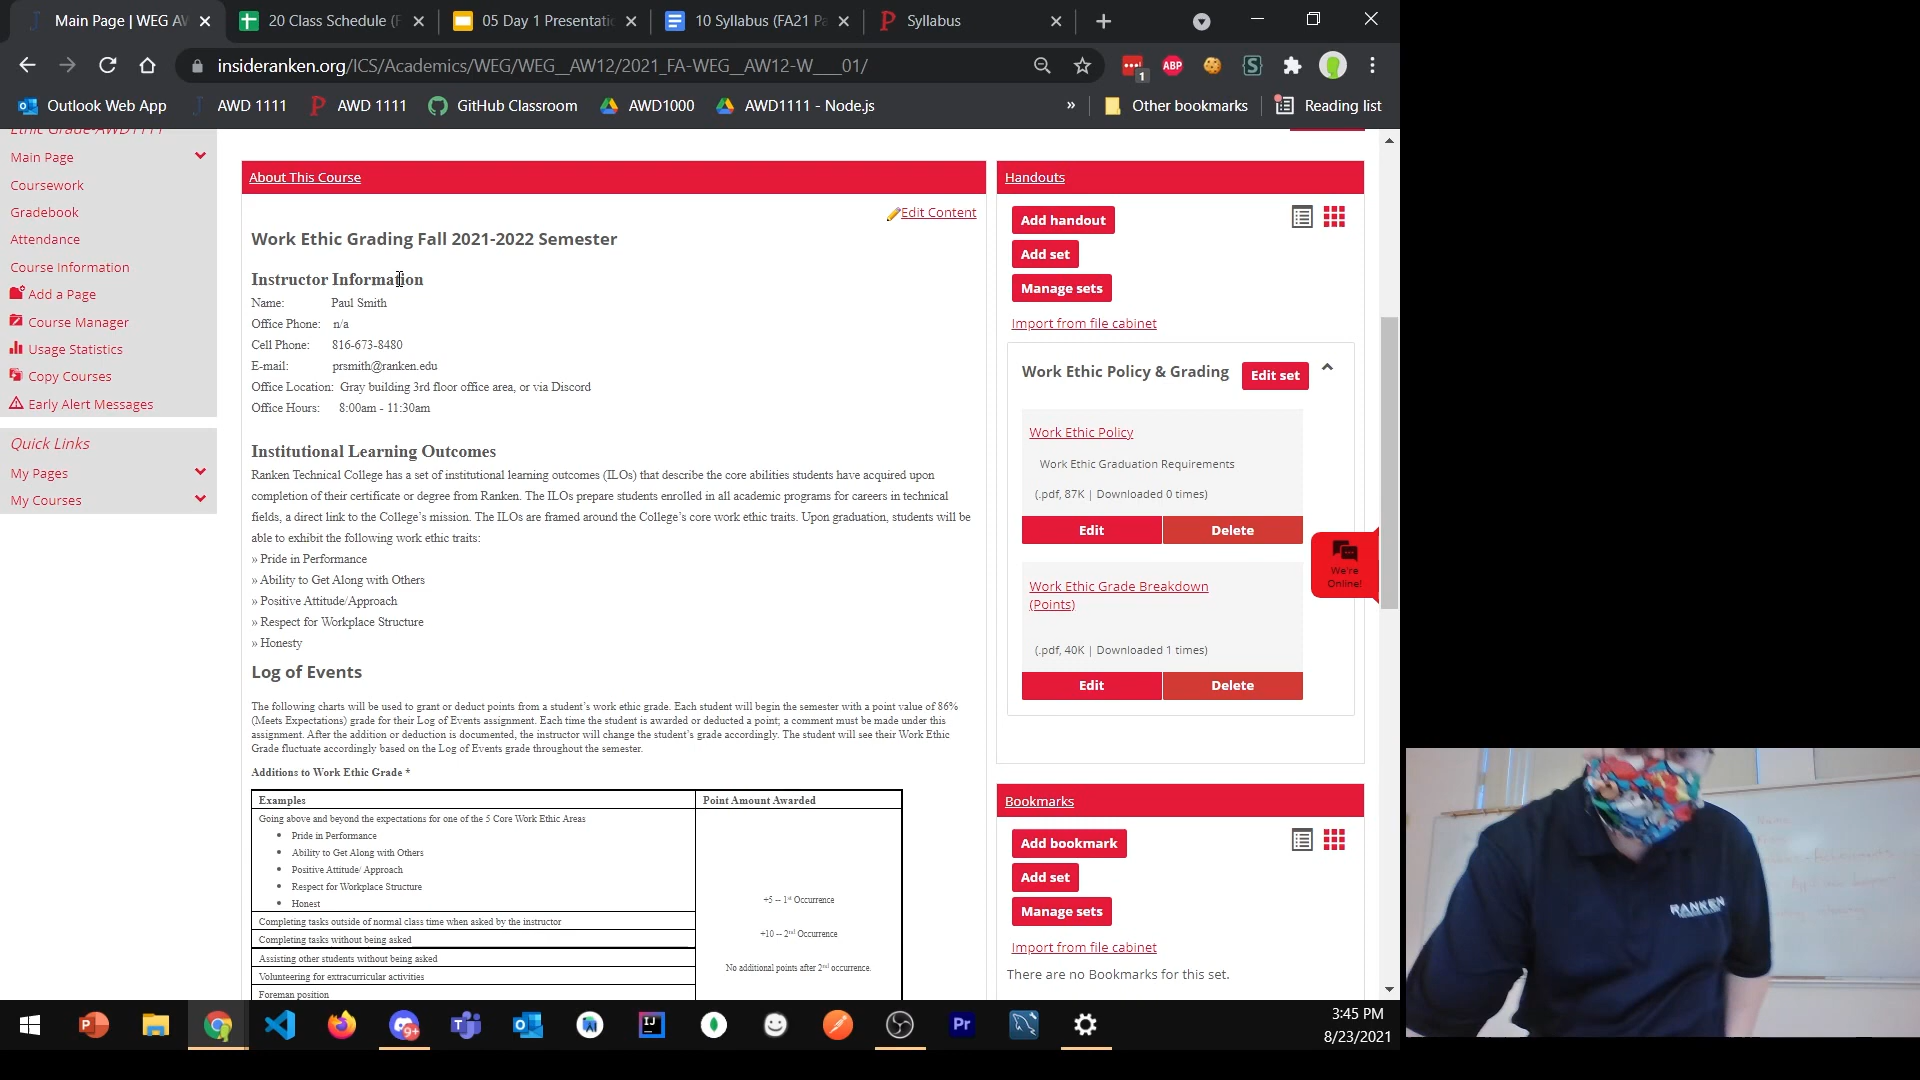 Main Page | WEG AW
20 Class Schedule (F
05 Day 1 Presentatio
10 Syllabus (FA21 Pa
Syllabus
insideranken.org/ICS/Academics/WEG/WEG__AW12/2021_FA-WEG__AW12-W___01/
1
ABP
Outlook Web App
AWD 1111
AWD 1111
GitHub Classroom
AWD1000
AWD1111 - Node.js
»
Other bookmarks
Reading list
Ethic Grade-AWD1111
Main Page
Coursework
Gradebook
Attendance
Course Information
Add a Page
Course Manager
Usage Statistics
Copy Courses
Early Alert Messages
Quick Links
My Pages
My Courses
About This Course
Edit Content
Work Ethic Grading Fall 2021-2022 Semester
Instructor Information
Name: Paul Smith
Office Phone: n/a
Cell Phone: 816-673-8480
E-mail: prsmith@ranken.edu
Office Location: Gray building 3rd floor office area, or via Discord
Office Hours: 8:00am - 11:30am
Institutional Learning Outcomes
Ranken Technical College has a set of institutional learning outcomes (ILOs) that describe the core abilities students have acquired upon
completion of their certificate or degree from Ranken. The ILOs prepare students enrolled in all academic programs for careers in technical
fields, a direct link to the College's mission. The ILOs are framed around the College's core work ethic traits. Upon graduation, students will be
able to exhibit the following work ethic traits:
» Pride in Performance
» Ability to Get Along with Others
» Positive Attitude/Approach
» Respect for Workplace Structure
» Honesty
Log of Events
The following charts will be used to grant or deduct points from a student's work ethic grade. Each student will begin the semester with a point value of 86%
(Meets Expectations) grade for their Log of Events assignment. Each time the student is awarded or deducted a point; a comment must be made under this
assignment. After the addition or deduction is documented, the instructor will change the student's grade accordingly. The student will see their Work Ethic
Grade fluctuate accordingly based on the Log of Events grade throughout the semester.
Additions to Work Ethic Grade *
Examples
Point Amount Awarded
Going above and beyond the expectations for one of the 5 Core Work Ethic Areas
• Pride in Performance
• Ability to Get Along with Others
• Positive Attitude/ Approach
• Respect for Workplace Structure
• Honest
Completing tasks outside of normal class time when asked by the instructor
Completing tasks without being asked
Assisting other students without being asked
Volunteering for extracurricular activities
Foreman position
+5 -- 1st Occurrence
+10 -- 2nd Occurrence
No additional points after 2nd occurrence.
Handouts
Add handout
Add set
Manage sets
Import from file cabinet
Work Ethic Policy & Grading
Edit set
Work Ethic Policy
Work Ethic Graduation Requirements
(.pdf, 87K | Downloaded 0 times)
Edit
Delete
Work Ethic Grade Breakdown
(Points)
(.pdf, 40K | Downloaded 1 times)
Edit
Delete
We're
Online!
Bookmarks
Add bookmark
Add set
Manage sets
Import from file cabinet
There are no Bookmarks for this set.
9+
IJ
Pr
3:45 PM
8/23/2021
RANKEN